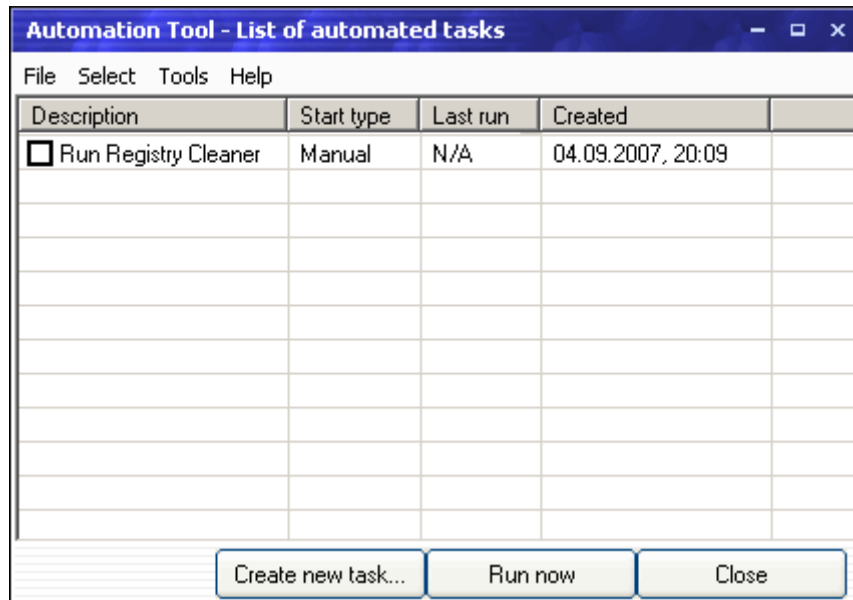 Automation Tool - List of automated tasks
File Select Tools Help
Description Start type Last run Created
Run Registry Cleaner Manual N/A 04.09.2007, 20:09
Create new task... Run now Close